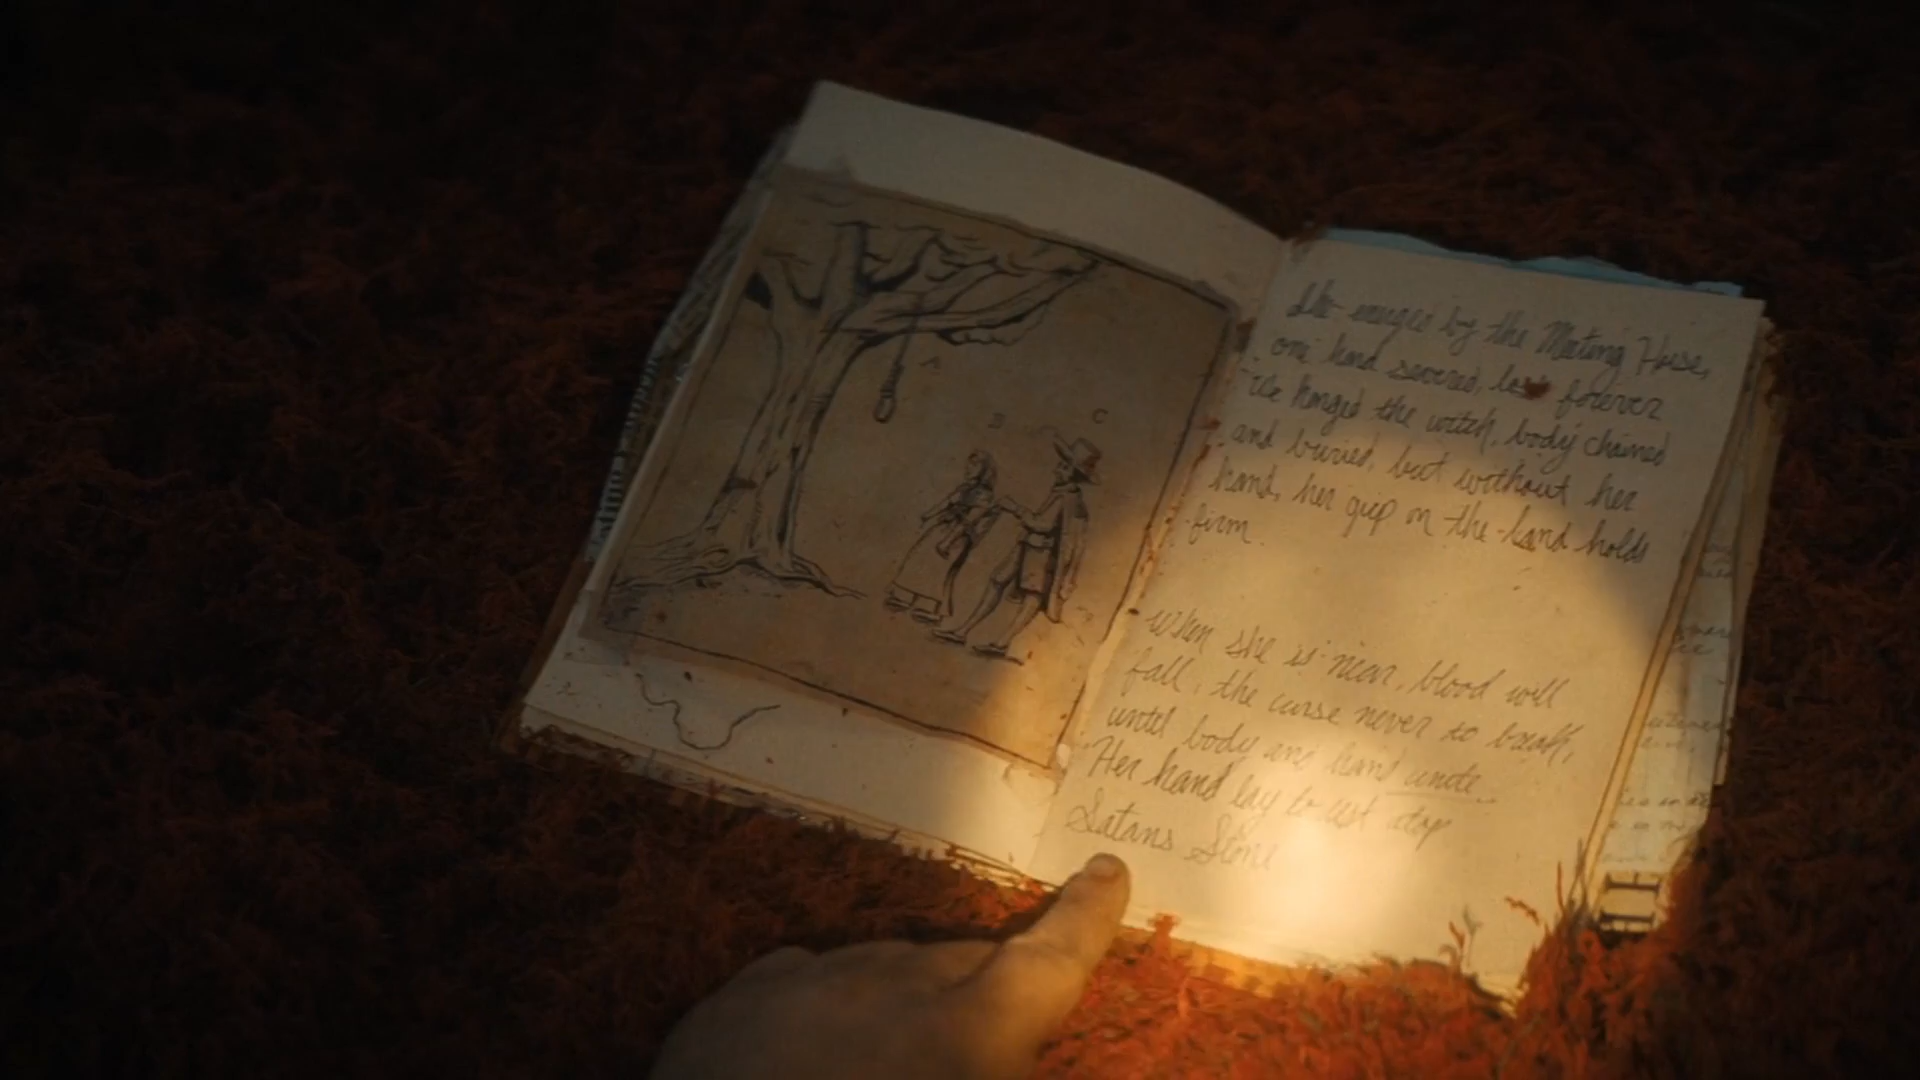 A
B
C
by the Meeting House,
one hand severed, lost forever
We hanged the witch, body chained
and buried, but without her
hand, her grip on the land holds
firm.
When she is near, blood will
fall, the curse never to break,
until body and hand unite.
Her hand lay to rest atop
Satans Stone